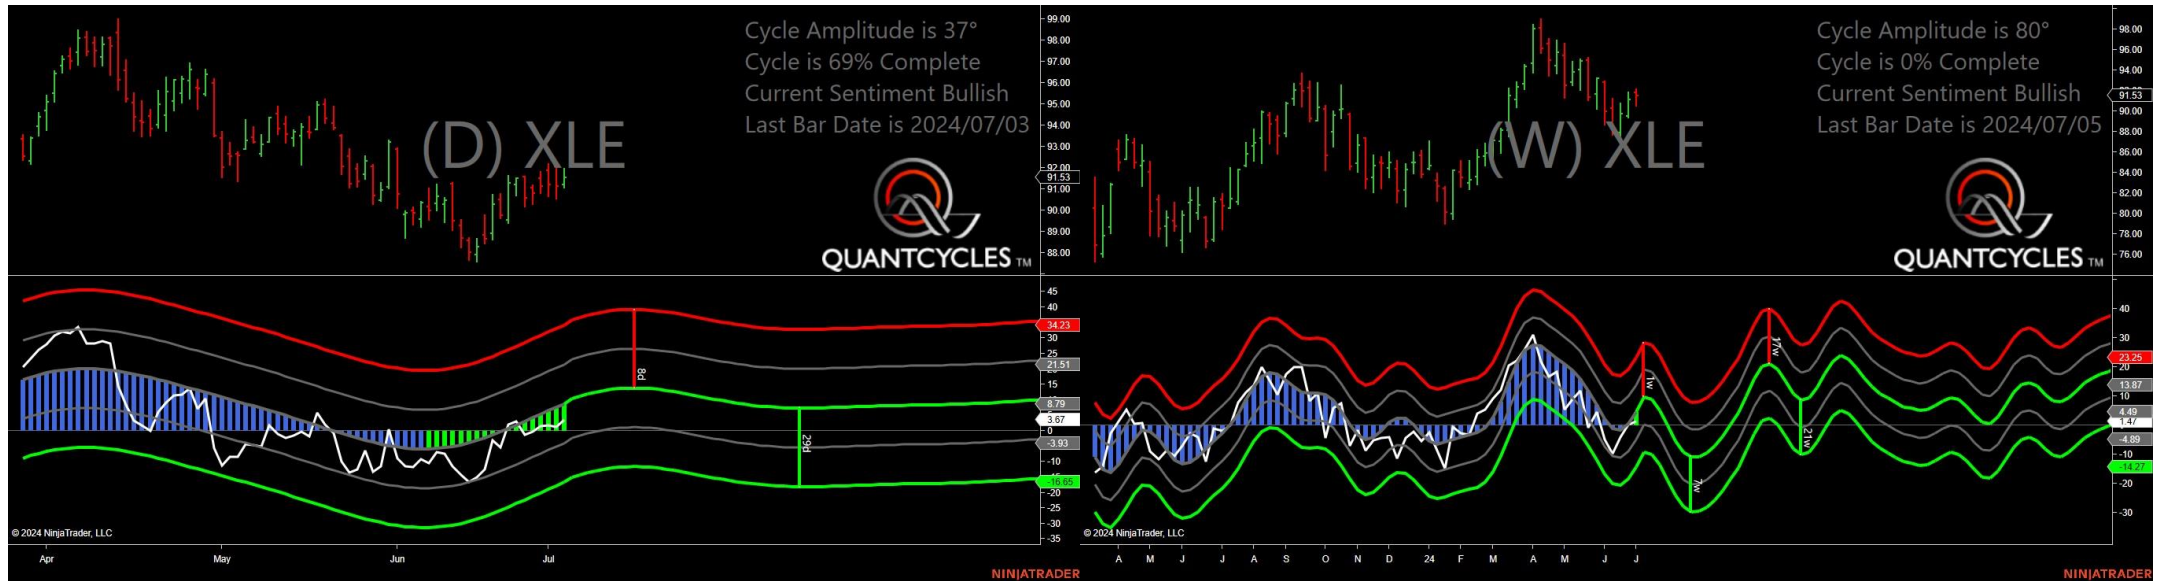 Cycle Amplitude is 37°
Cycle is 69% Complete
Current Sentiment Bullish
Last Bar Date is 2024/07/03
(D) XLE
QUANTCYCLES TM
99.00
98.00
97.00
96.00
95.00
94.00
93.00
92.00
91.53
91.00
90.00
89.00
88.00
45
34.23
30
25
21.51
15
8.79
3.67
0
-3.93
-10
-16.65
-20
-25
-30
-35
8d
29d
© 2024 NinjaTrader, LLC
Apr May Jun Jul
NINJATRADER
Cycle Amplitude is 80°
Cycle is 0% Complete
Current Sentiment Bullish
Last Bar Date is 2024/07/05
(W) XLE
QUANTCYCLES TM
98.00
96.00
94.00
91.53
90.00
88.00
86.00
84.00
82.00
80.00
78.00
76.00
40
30
23.25
20
13.87
10
4.49
1.47
-4.89
-14.27
-20
-30
1w
7w
17w
21w
© 2024 NinjaTrader, LLC
A M J J A S O N D 24 F M A M J J
NINJATRADER